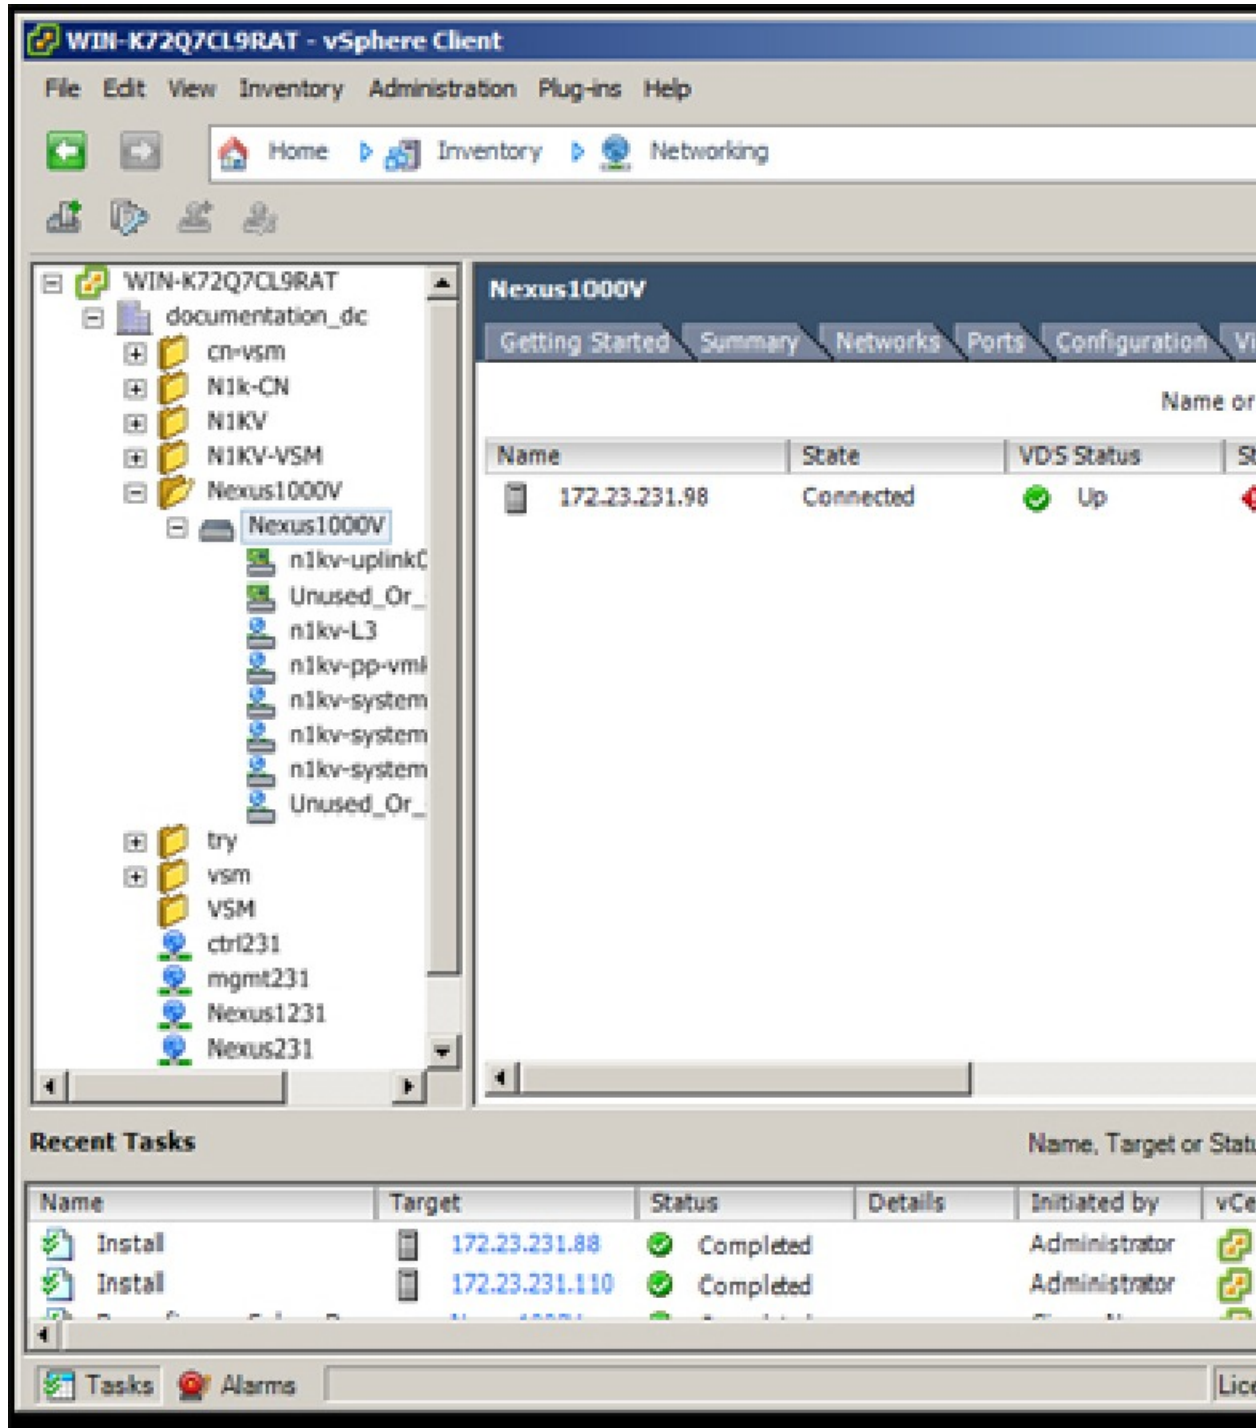 WIN-K72Q7CL9RAT - vSphere Client
File Edit View Inventory Administration Plug-ins Help
Home Inventory Networking
WIN-K72Q7CL9RAT
documentation_dc
cn-vsm
N1k-CN
N1KV
N1KV-VSM
Nexus1000V
Nexus1000V
n1kv-uplink
Unused_Or_
n1kv-L3
n1kv-pp-vm
n1kv-system
n1kv-system
n1kv-system
Unused_Or_
try
vsm
VSM
ctrl231
mgmt231
Nexus1231
Nexus231
Nexus1000V
Getting Started Summary Networks Ports Configuration Vi
Name or
Name State VDS Status St
172.23.231.98 Connected Up
Recent Tasks Name, Target or Statu
Name Target Status Details Initiated by vCe
Install 172.23.231.88 Completed Administrator
Install 172.23.231.110 Completed Administrator
Tasks Alarms Lice